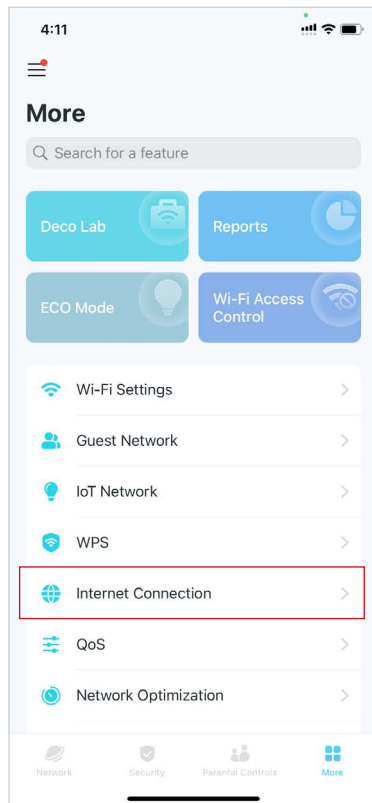 4:11
More
Search for a feature
Deco Lab
Reports
ECO Mode
Wi-Fi Access
Control
Wi-Fi Settings
Guest Network
IoT Network
WPS
Internet Connection
QoS
Network Optimization
Network
Security
Parental Controls
More